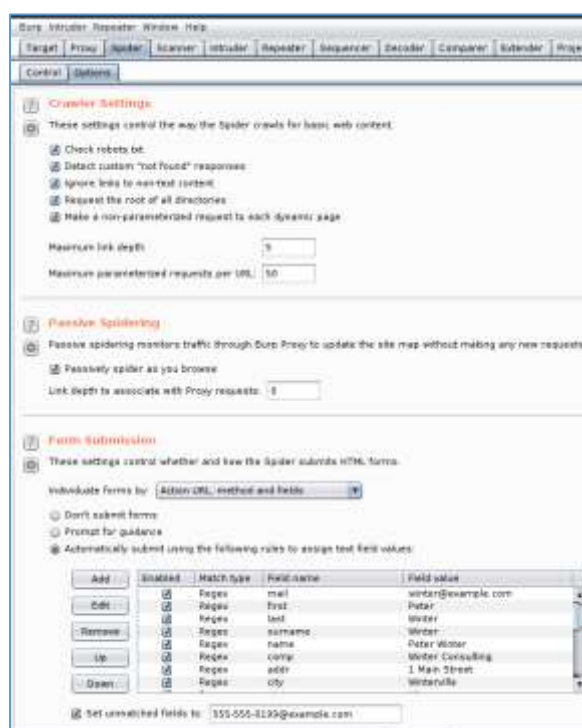 Burp Intruder Repeater Window Help
Target Proxy Spider Scanner Intruder Repeater Sequencer Decoder Comparer Extender Proje
Control Options
? Crawler Settings
These settings control the way the Spider crawls for basic web content.
Check robots.txt
Detect custom "not found" responses
Ignore links to non-text content
Request the root of all directories
Make a non-parameterized request to each dynamic page
Maximum link depth: 5
Maximum parameterized requests per URL: 50
? Passive Spidering
Passive spidering monitors traffic through Burp Proxy to update the site map without making any new requests
Passively spider as you browse
Link depth to associate with Proxy requests: 0
? Form Submission
These settings control whether and how the Spider submits HTML forms.
Individuate forms by: Action URL, method and fields
Don't submit forms
Prompt for guidance
Automatically submit using the following rules to assign text field values:
Add Enabled Match type Field name Field value
Regex mail winter@example.com
Edit Regex first Peter
Regex last Winter
Remove Regex surname Winter
Regex name Peter Winter
Up Regex comp Winter Consulting
Regex addr 1 Main Street
Down Regex city Winterville
Set unmatched fields to: 555-555-0199@example.com